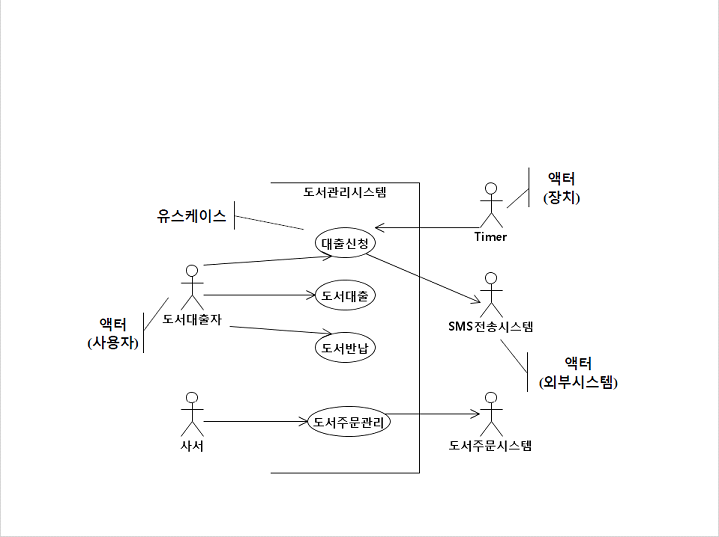 액터
(장치)
도서관리시스템
유스케이스
대출신청
Timer
도서대출
도서대출자
SMS전송시스템
액터
(사용자)
도서반납
액터
(외부시스템)
도서주문관리
사서
도서주문시스템